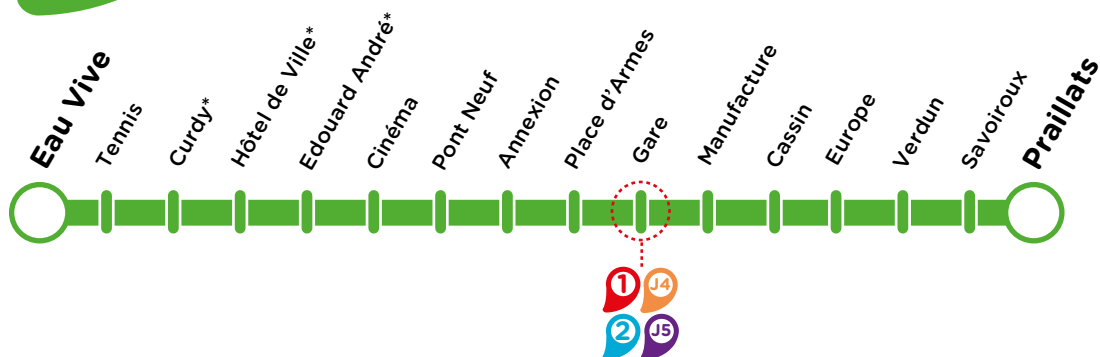 Eau Vive
Tennis
Curdy*
Hôtel de Ville*
Edouard André*
Cinéma
Pont Neuf
Annexion
Place d'Armes
Gare
Manufacture
Cassin
Europe
Verdun
Savoiroux
Praillats
1 J4
2 J5